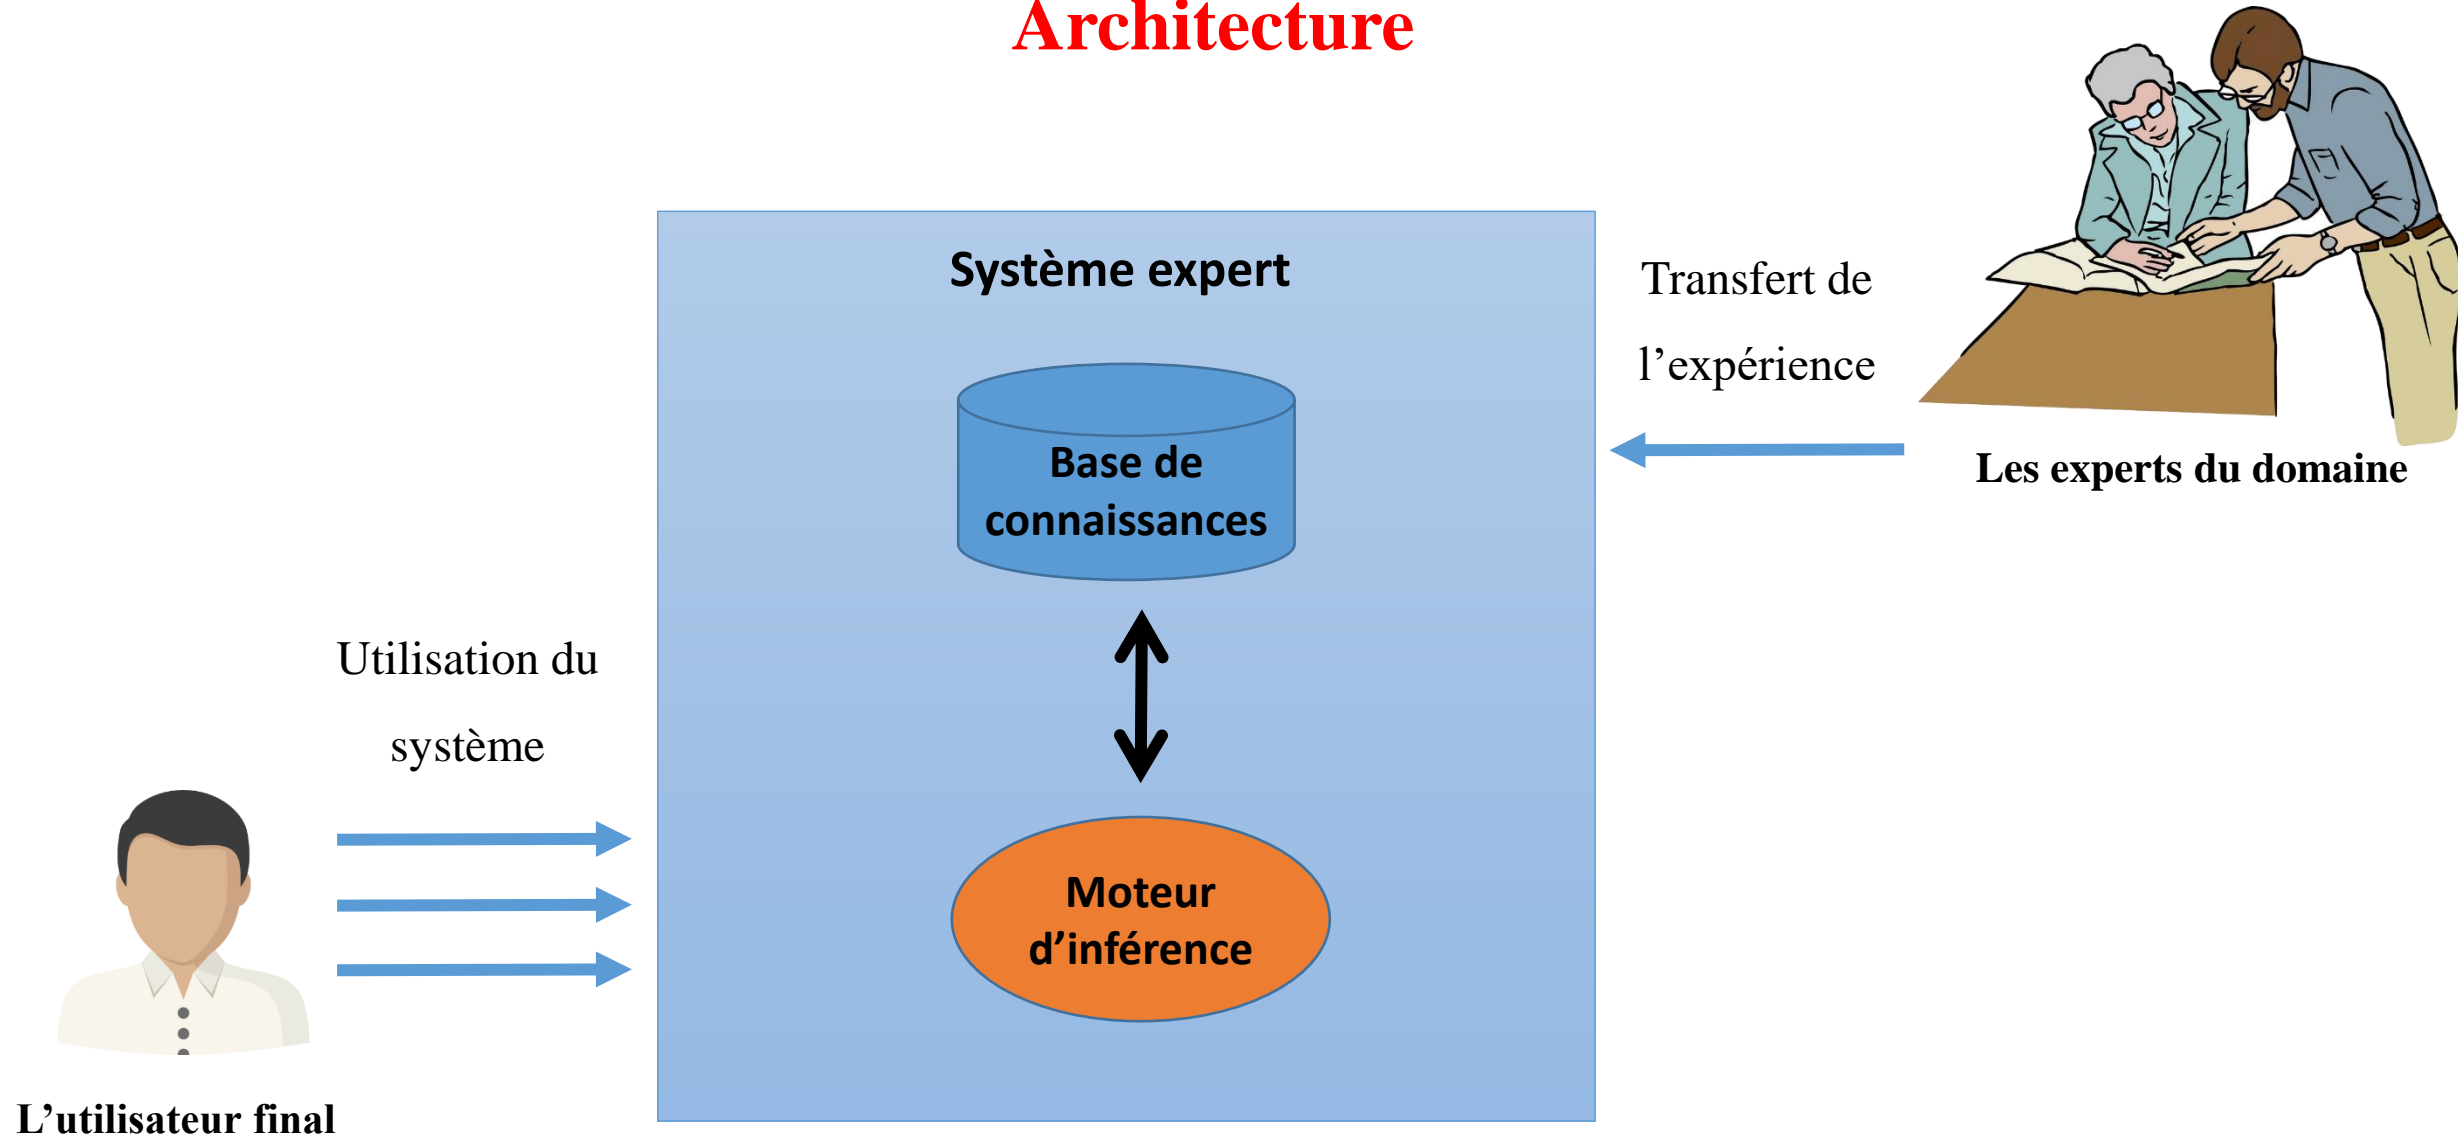 Architecture
Système expert
Transfert de
l’expérience
Les experts du domaine
Base de
connaissances
Utilisation du
système
Moteur
d’inférence
L’utilisateur final